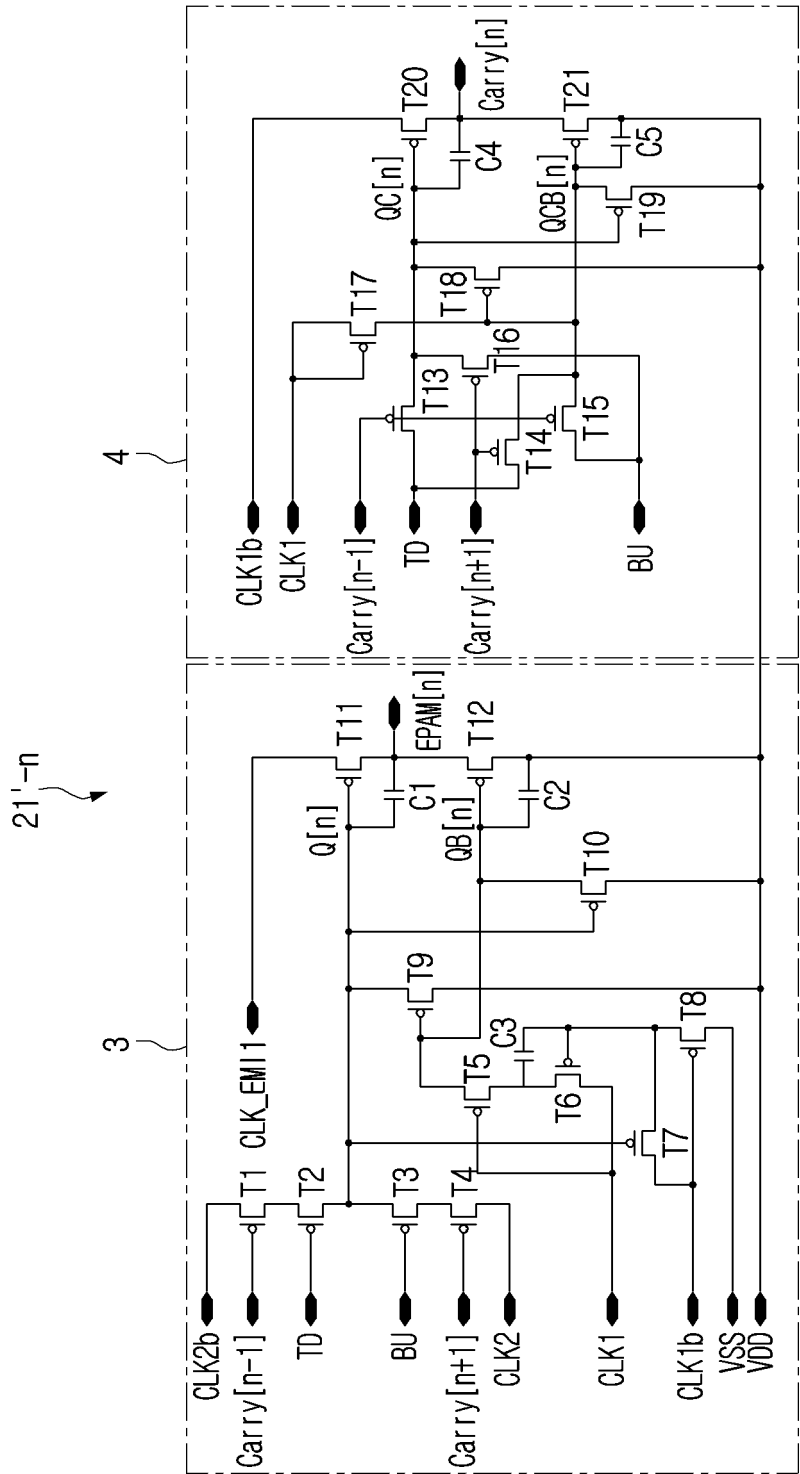 21'-n
3
CLK2b
Carry[n-1]
TD
BU
Carry[n+1]
CLK2
CLK1
CLK1b
VSS
VDD
CLK_EMI1
T1
T2
T3
T4
T5
C3
T6
T7
T8
T9
T10
Q[n]
T11
C1
EPAM[n]
QB[n]
T12
C2
4
CLK1b
CLK1
Carry[n-1]
TD
Carry[n+1]
BU
T17
T13
T16
T14
T15
T18
QC[n]
T20
C4
Carry[n]
QCB[n]
T21
C5
T19